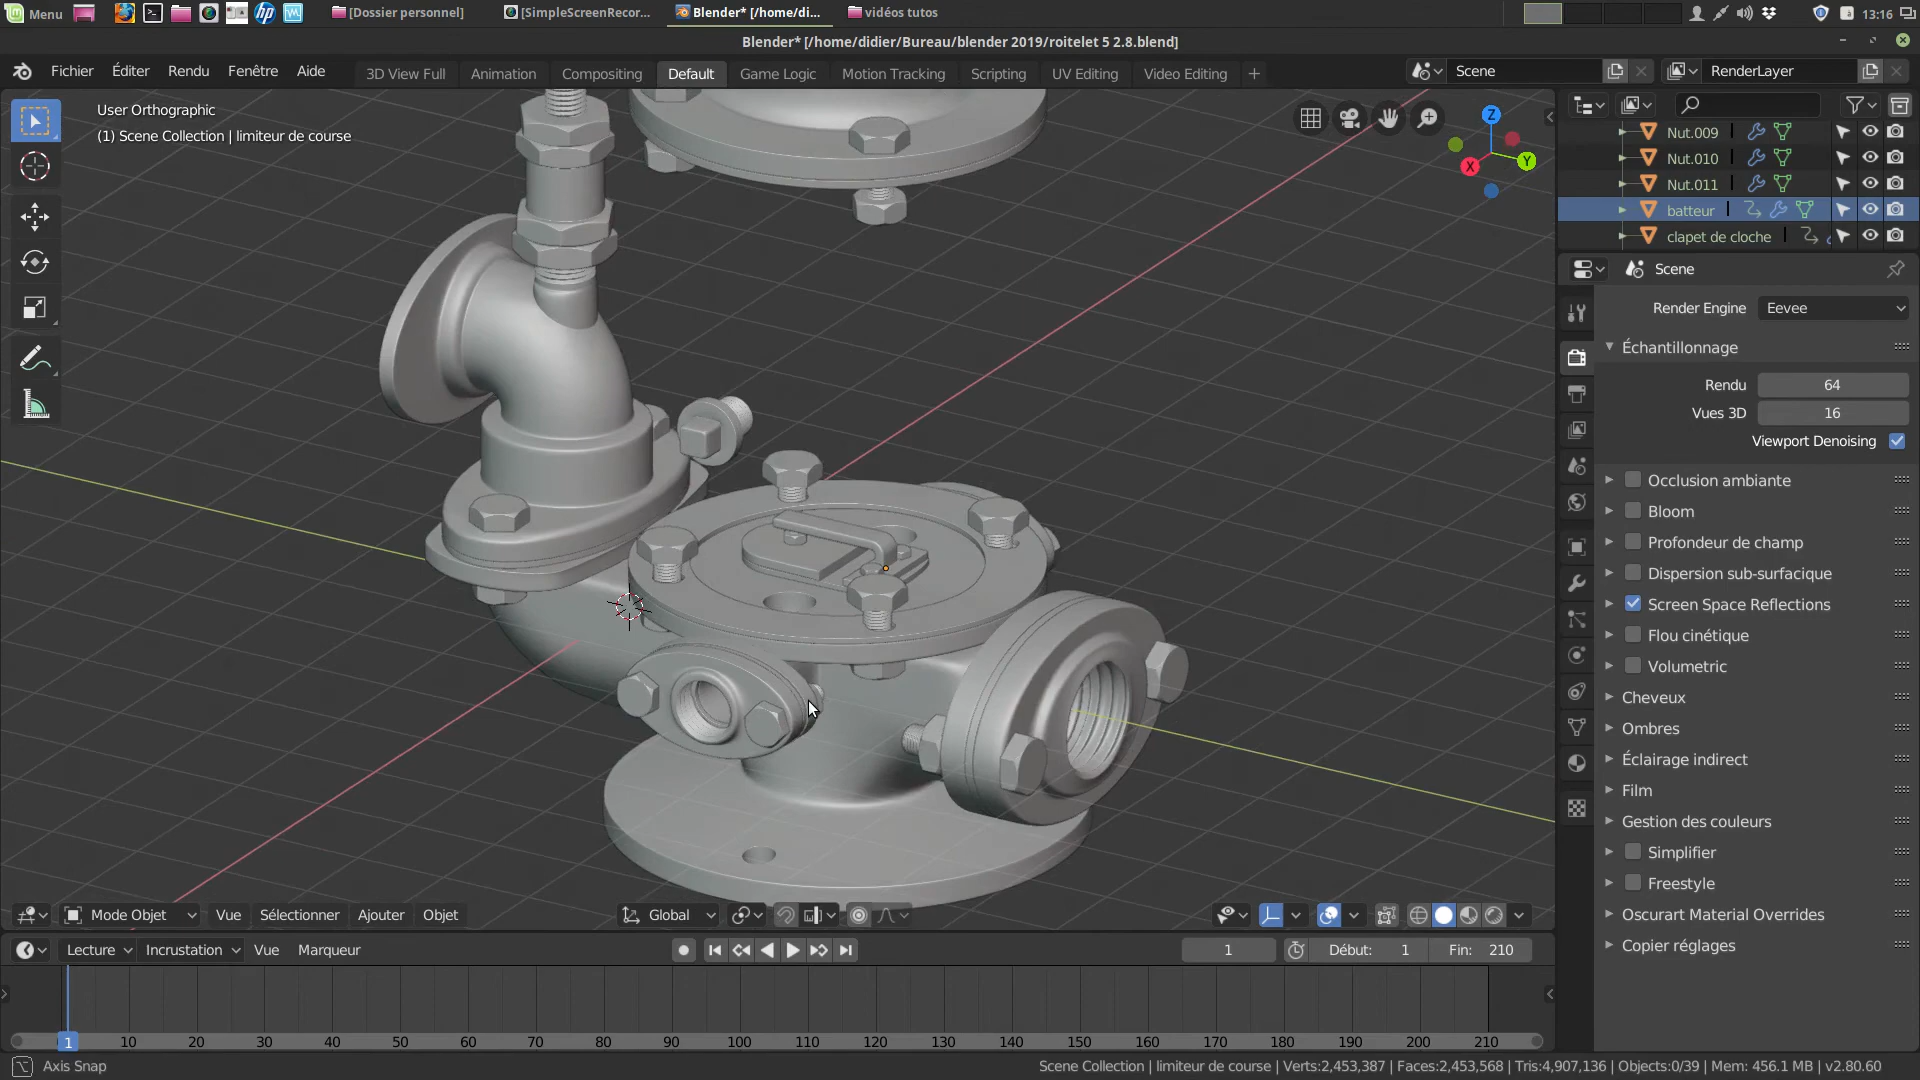 Menu
[Dossier personnel]
[SimpleScreenRecor...
Blender* [/home/di...
vidéos tutos
13:16
Blender* [/home/didier/Bureau/blender 2019/roitelet 5 2.8.blend]
Fichier Éditer Rendu Fenêtre Aide
3D View Full Animation Compositing Default Game Logic Motion Tracking Scripting UV Editing Video Editing +
Scene
RenderLayer
User Orthographic
(1) Scene Collection | limiteur de course
Z
Y
X
Nut.009
Nut.010
Nut.011
batteur
clapet de cloche
Scene
Render Engine Eevee
Échantillonnage
Rendu 64
Vues 3D 16
Viewport Denoising
Occlusion ambiante
Bloom
Profondeur de champ
Dispersion sub-surfacique
Screen Space Reflections
Flou cinétique
Volumetric
Cheveux
Ombres
Éclairage indirect
Film
Gestion des couleurs
Simplifier
Freestyle
Oscurart Material Overrides
Copier réglages
Mode Objet Vue Sélectionner Ajouter Objet
Global
Lecture Incrustation Vue Marqueur
1
Début: 1
Fin: 210
1 10 20 30 40 50 60 70 80 90 100 110 120 130 140 150 160 170 180 190 200 210
Axis Snap
Scene Collection | limiteur de course | Verts:2,453,387 | Faces:2,453,568 | Tris:4,907,136 | Objects:0/39 | Mem: 456.1 MB | v2.80.60